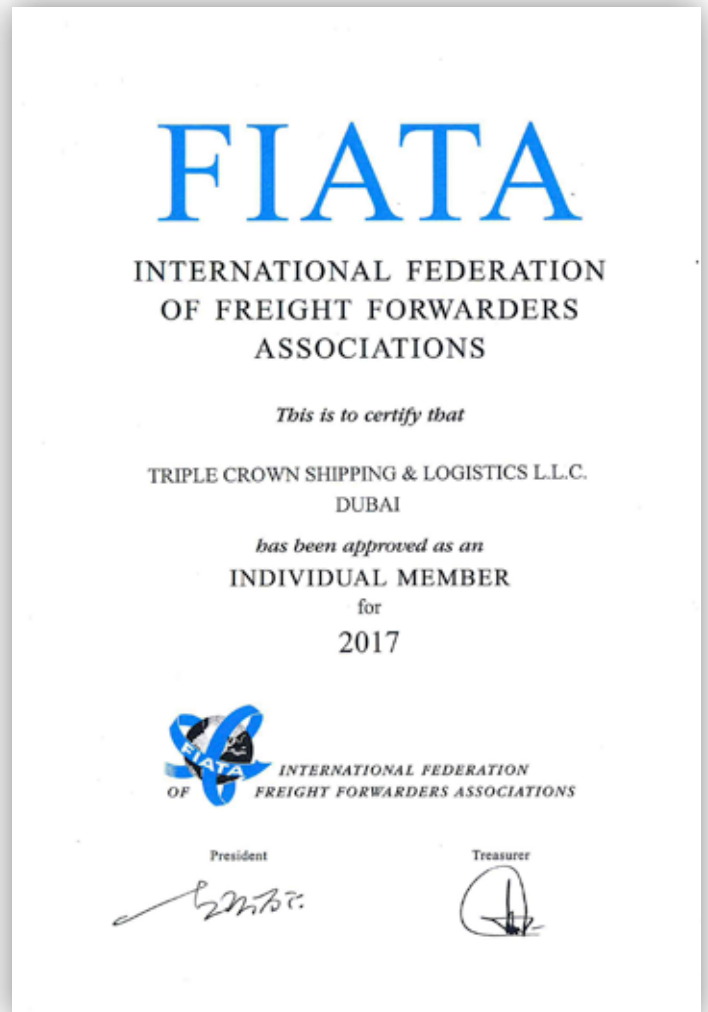 FIATA
INTERNATIONAL FEDERATION
OF FREIGHT FORWARDERS
ASSOCIATIONS
This is to certify that
TRIPLE CROWN SHIPPING & LOGISTICS L.L.C.
DUBAI
has been approved as an
INDIVIDUAL MEMBER
for
2017
FIATA
INTERNATIONAL FEDERATION
OF FREIGHT FORWARDERS ASSOCIATIONS
President Treasurer